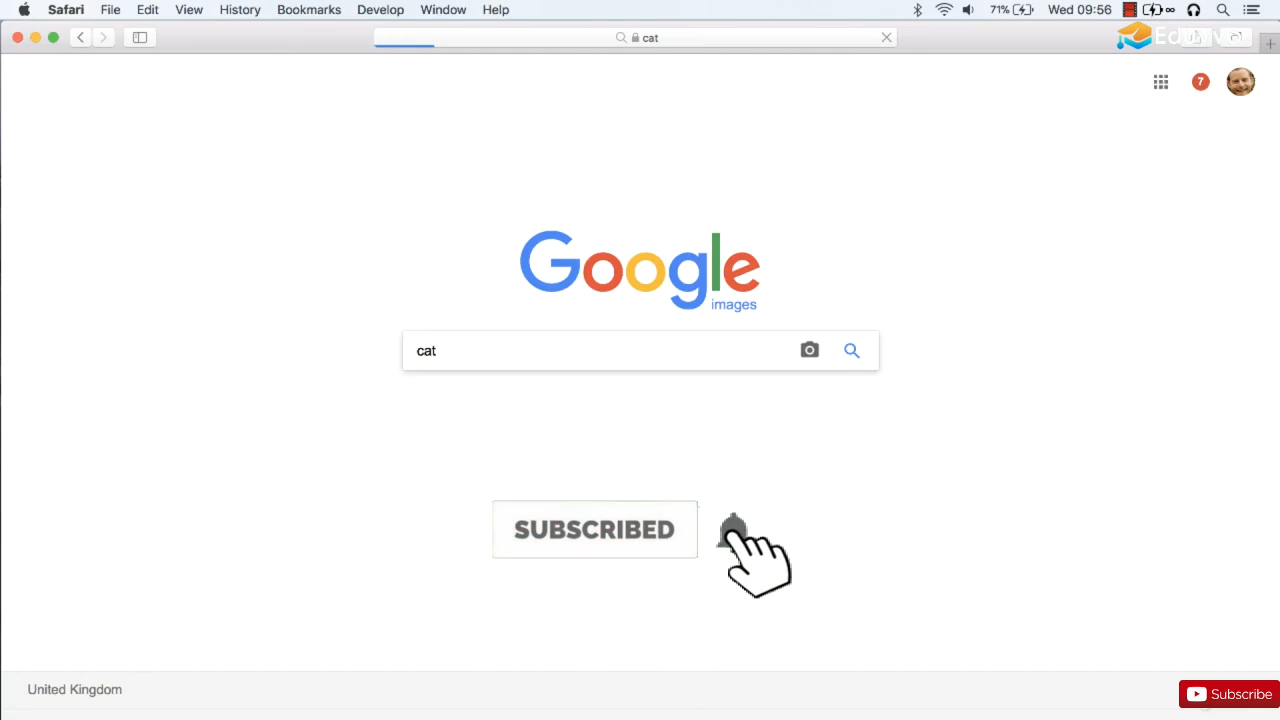 Safari File Edit View History Bookmarks Develop Window Help 71% Wed 09:56
cat
7
Google
images
cat
SUBSCRIBED
United Kingdom
Subscribe